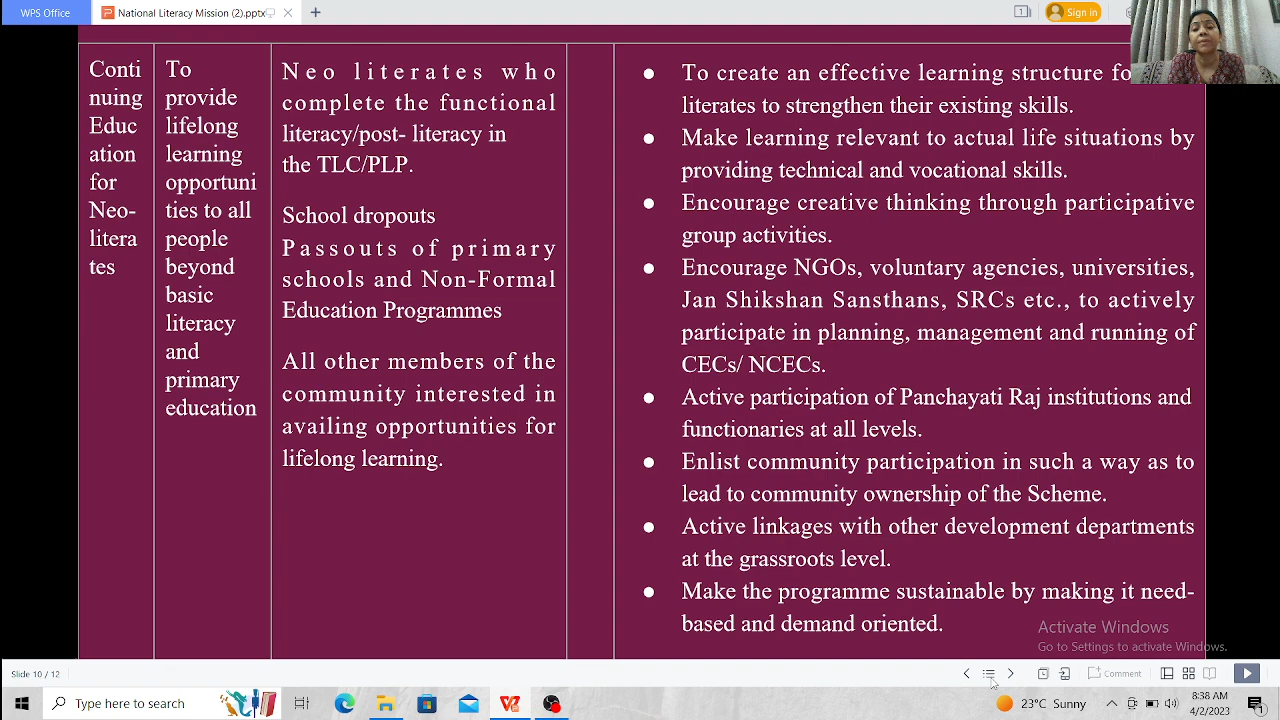 WPS Office
National Literacy Mission (2).pptx
Sign in
Conti
nuing
Educ
ation
for
Neo-
litera
tes
To
provide
lifelong
learning
opportuni
ties to all
people
beyond
basic
literacy
and
primary
education
Neo literates who
complete the functional
literacy/post- literacy in
the TLC/PLP.
School dropouts
Passouts of primary
schools and Non-Formal
Education Programmes
All other members of the
community interested in
availing opportunities for
lifelong learning.
● To create an effective learning structure
literates to strengthen their existing skills.
● Make learning relevant to actual life situations by
providing technical and vocational skills.
● Encourage creative thinking through participative
group activities.
● Encourage NGOs, voluntary agencies, universities,
Jan Shikshan Sansthans, SRCs etc., to actively
participate in planning, management and running of
CECs/ NCECs.
● Active participation of Panchayati Raj institutions and
functionaries at all levels.
● Enlist community participation in such a way as to
lead to community ownership of the Scheme.
● Active linkages with other development departments
at the grassroots level.
● Make the programme sustainable by making it need-
based and demand oriented.
Activate Windows
Go to Settings to activate Windows.
Slide 10 / 12
Comment
Type here to search
23°C Sunny
8:38 AM
4/2/2023